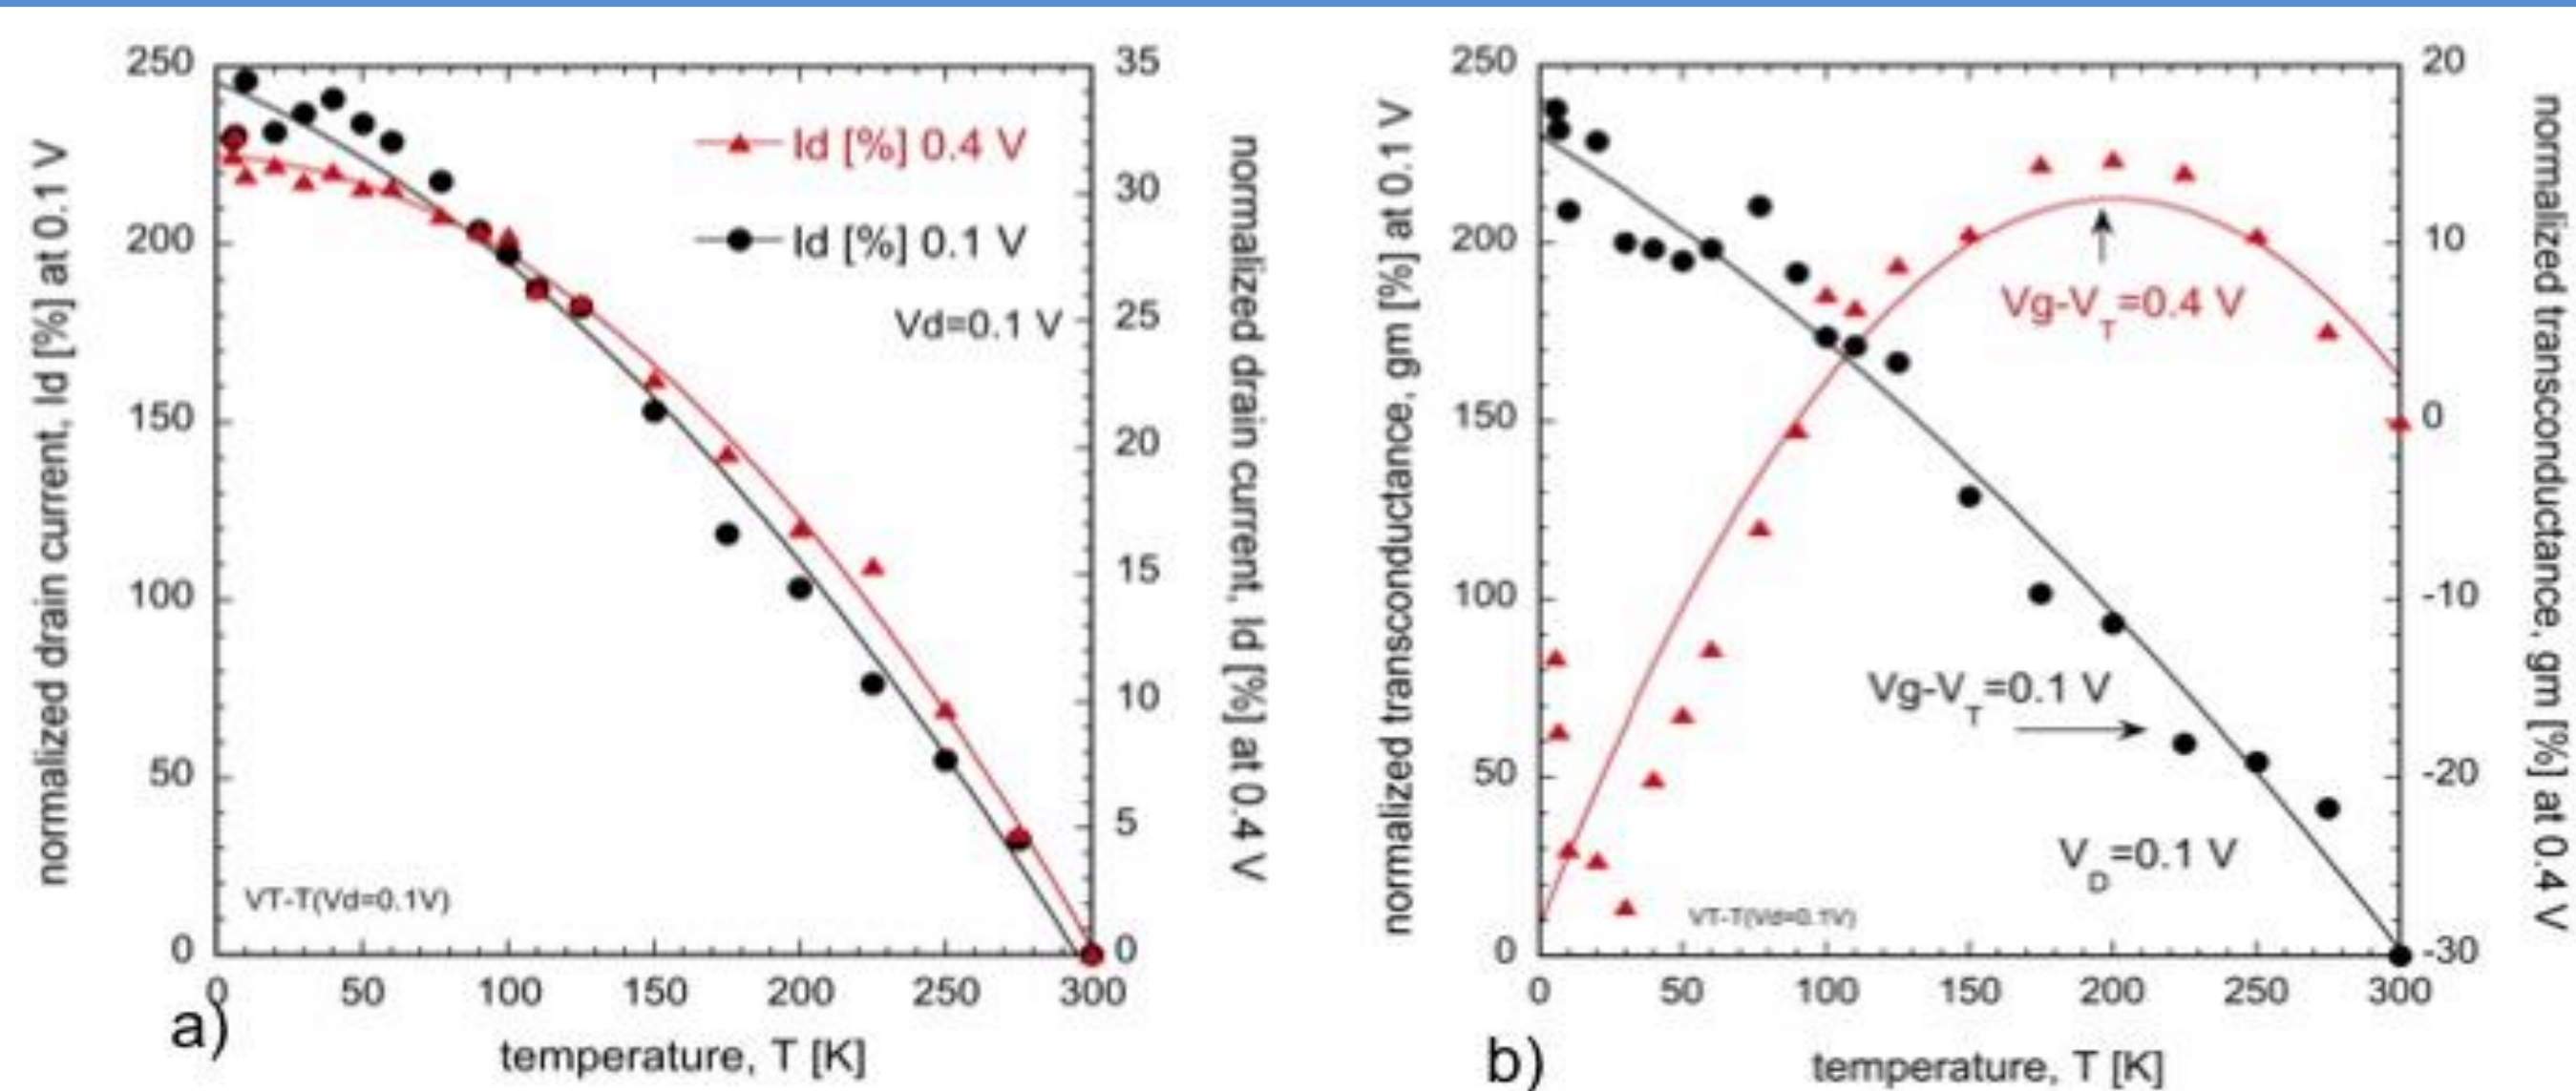 normalized drain current, Id [%] at 0.1 V
250
200
150
100
50
0
Id [%] 0.4 V
Id [%] 0.1 V
Vd=0.1 V
VT-T(Vd=0.1V)
35
30
25
20
15
10
5
0
normalized drain current, Id [%] at 0.4 V
0 50 100 150 200 250 300
temperature, T [K]
a)
normalized transconductance, gm [%] at 0.1 V
250
200
150
100
50
0
Vg-VT=0.4 V
Vg-VT=0.1 V
VD=0.1 V
VT-T(Vd=0.1V)
20
10
0
-10
-20
-30
normalized transconductance, gm [%] at 0.4 V
0 50 100 150 200 250 300
temperature, T [K]
b)